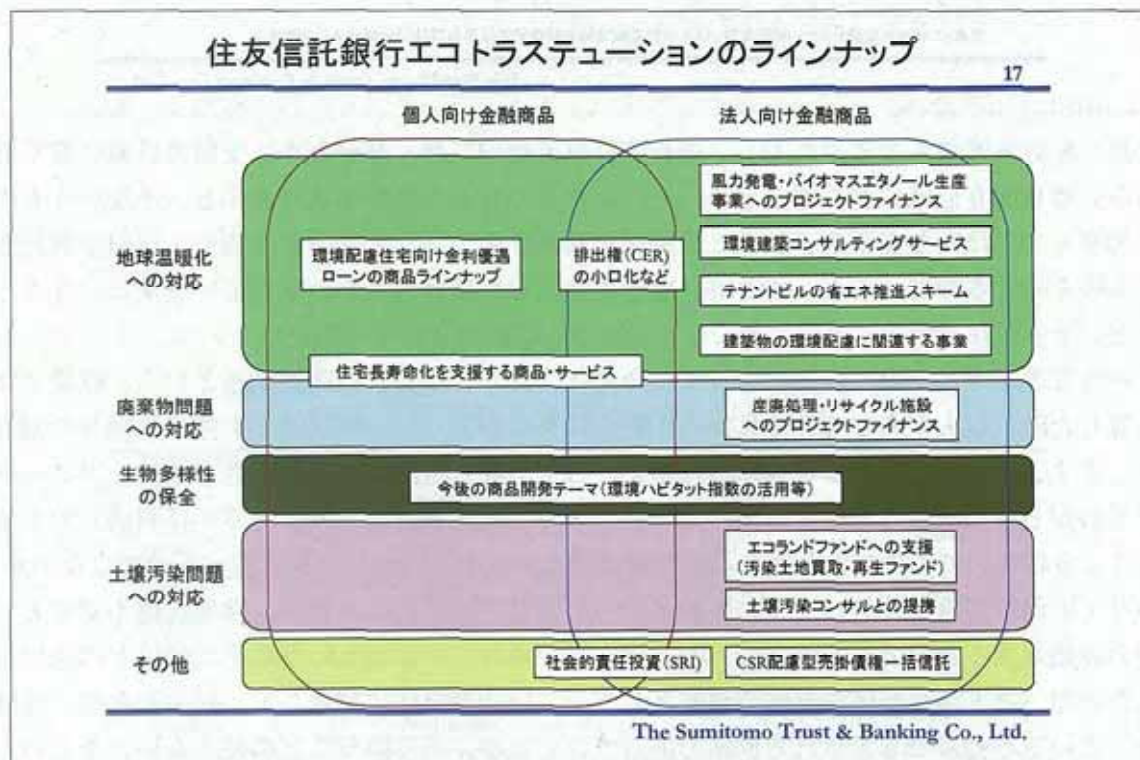 住友信託銀行エコトラステューションのラインナップ
17
個人向け金融商品
法人向け金融商品
地球温暖化
への対応
環境配慮住宅向け金利優遇
ローンの商品ラインナップ
排出権(CER)
の小口化など
風力発電・バイオマスエタノール生産
事業へのプロジェクトファイナンス
環境建築コンサルティングサービス
テナントビルの省エネ推進スキーム
建築物の環境配慮に関連する事業
住宅長寿命化を支援する商品・サービス
廃棄物問題
への対応
産廃処理・リサイクル施設
へのプロジェクトファイナンス
生物多様性
の保全
今後の商品開発テーマ(環境ハビタット指数の活用等)
土壌汚染問題
への対応
エコランドファンドへの支援
(汚染土地買取・再生ファンド)
土壌汚染コンサルとの提携
その他
社会的責任投資(SRI)
CSR配慮型売掛債権一括信託
The Sumitomo Trust & Banking Co., Ltd.